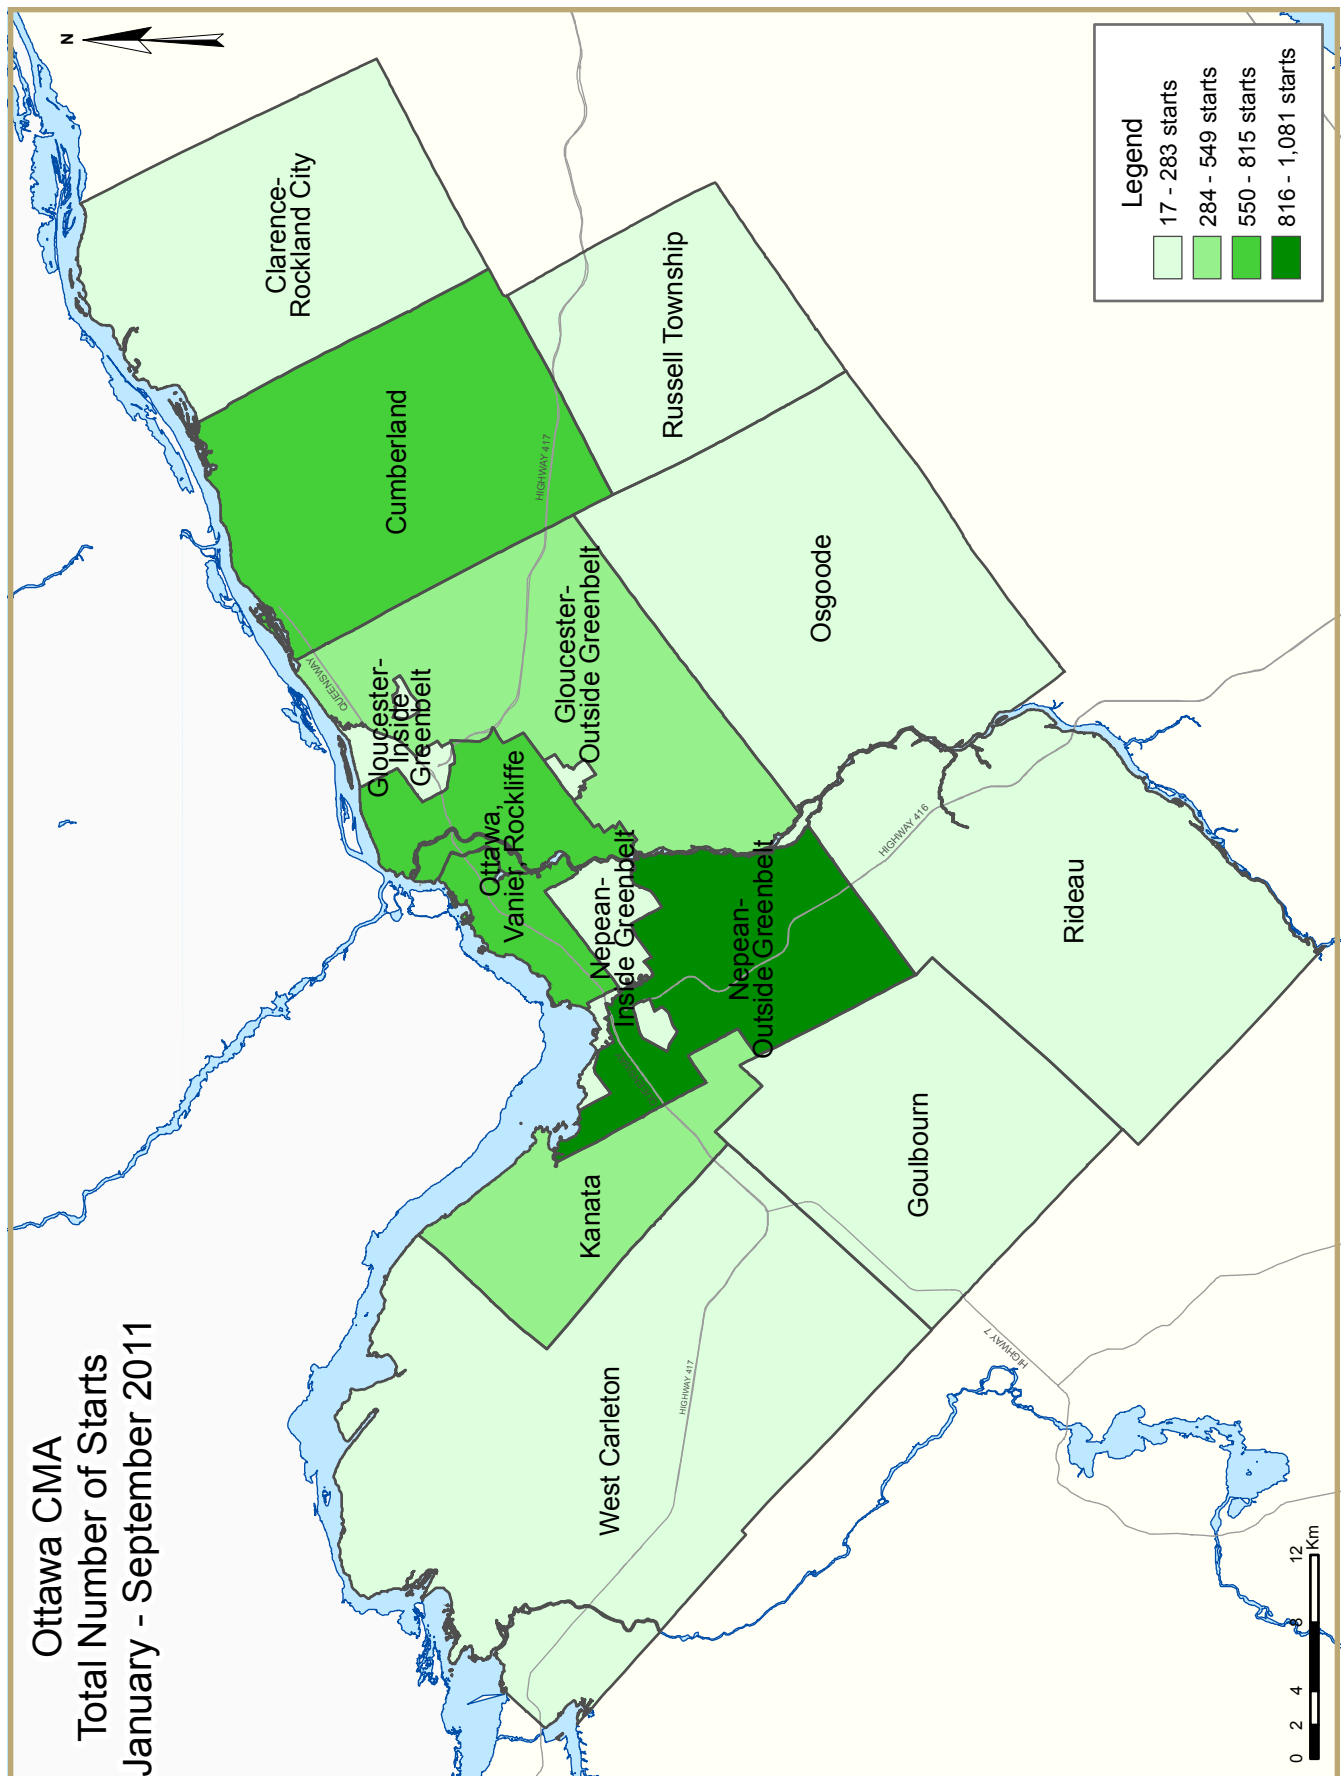 Ottawa CMA
Total Number of Starts
January - September 2011
N
Clarence-
Rockland City
Cumberland
Russell Township
HIGHWAY 417
QUEENSWAY
Gloucester-
Inside
Greenbelt
Gloucester-
Outside Greenbelt
Osgoode
Ottawa,
Vanier, Rockliffe
Nepean-
Inside Greenbelt
Nepean-
Outside Greenbelt
HIGHWAY 416
Rideau
Kanata
Goulbourn
West Carleton
HIGHWAY 417
HIGHWAY 7
Legend
17 - 283 starts
284 - 549 starts
550 - 815 starts
816 - 1,081 starts
0 2 4 8 12
Km